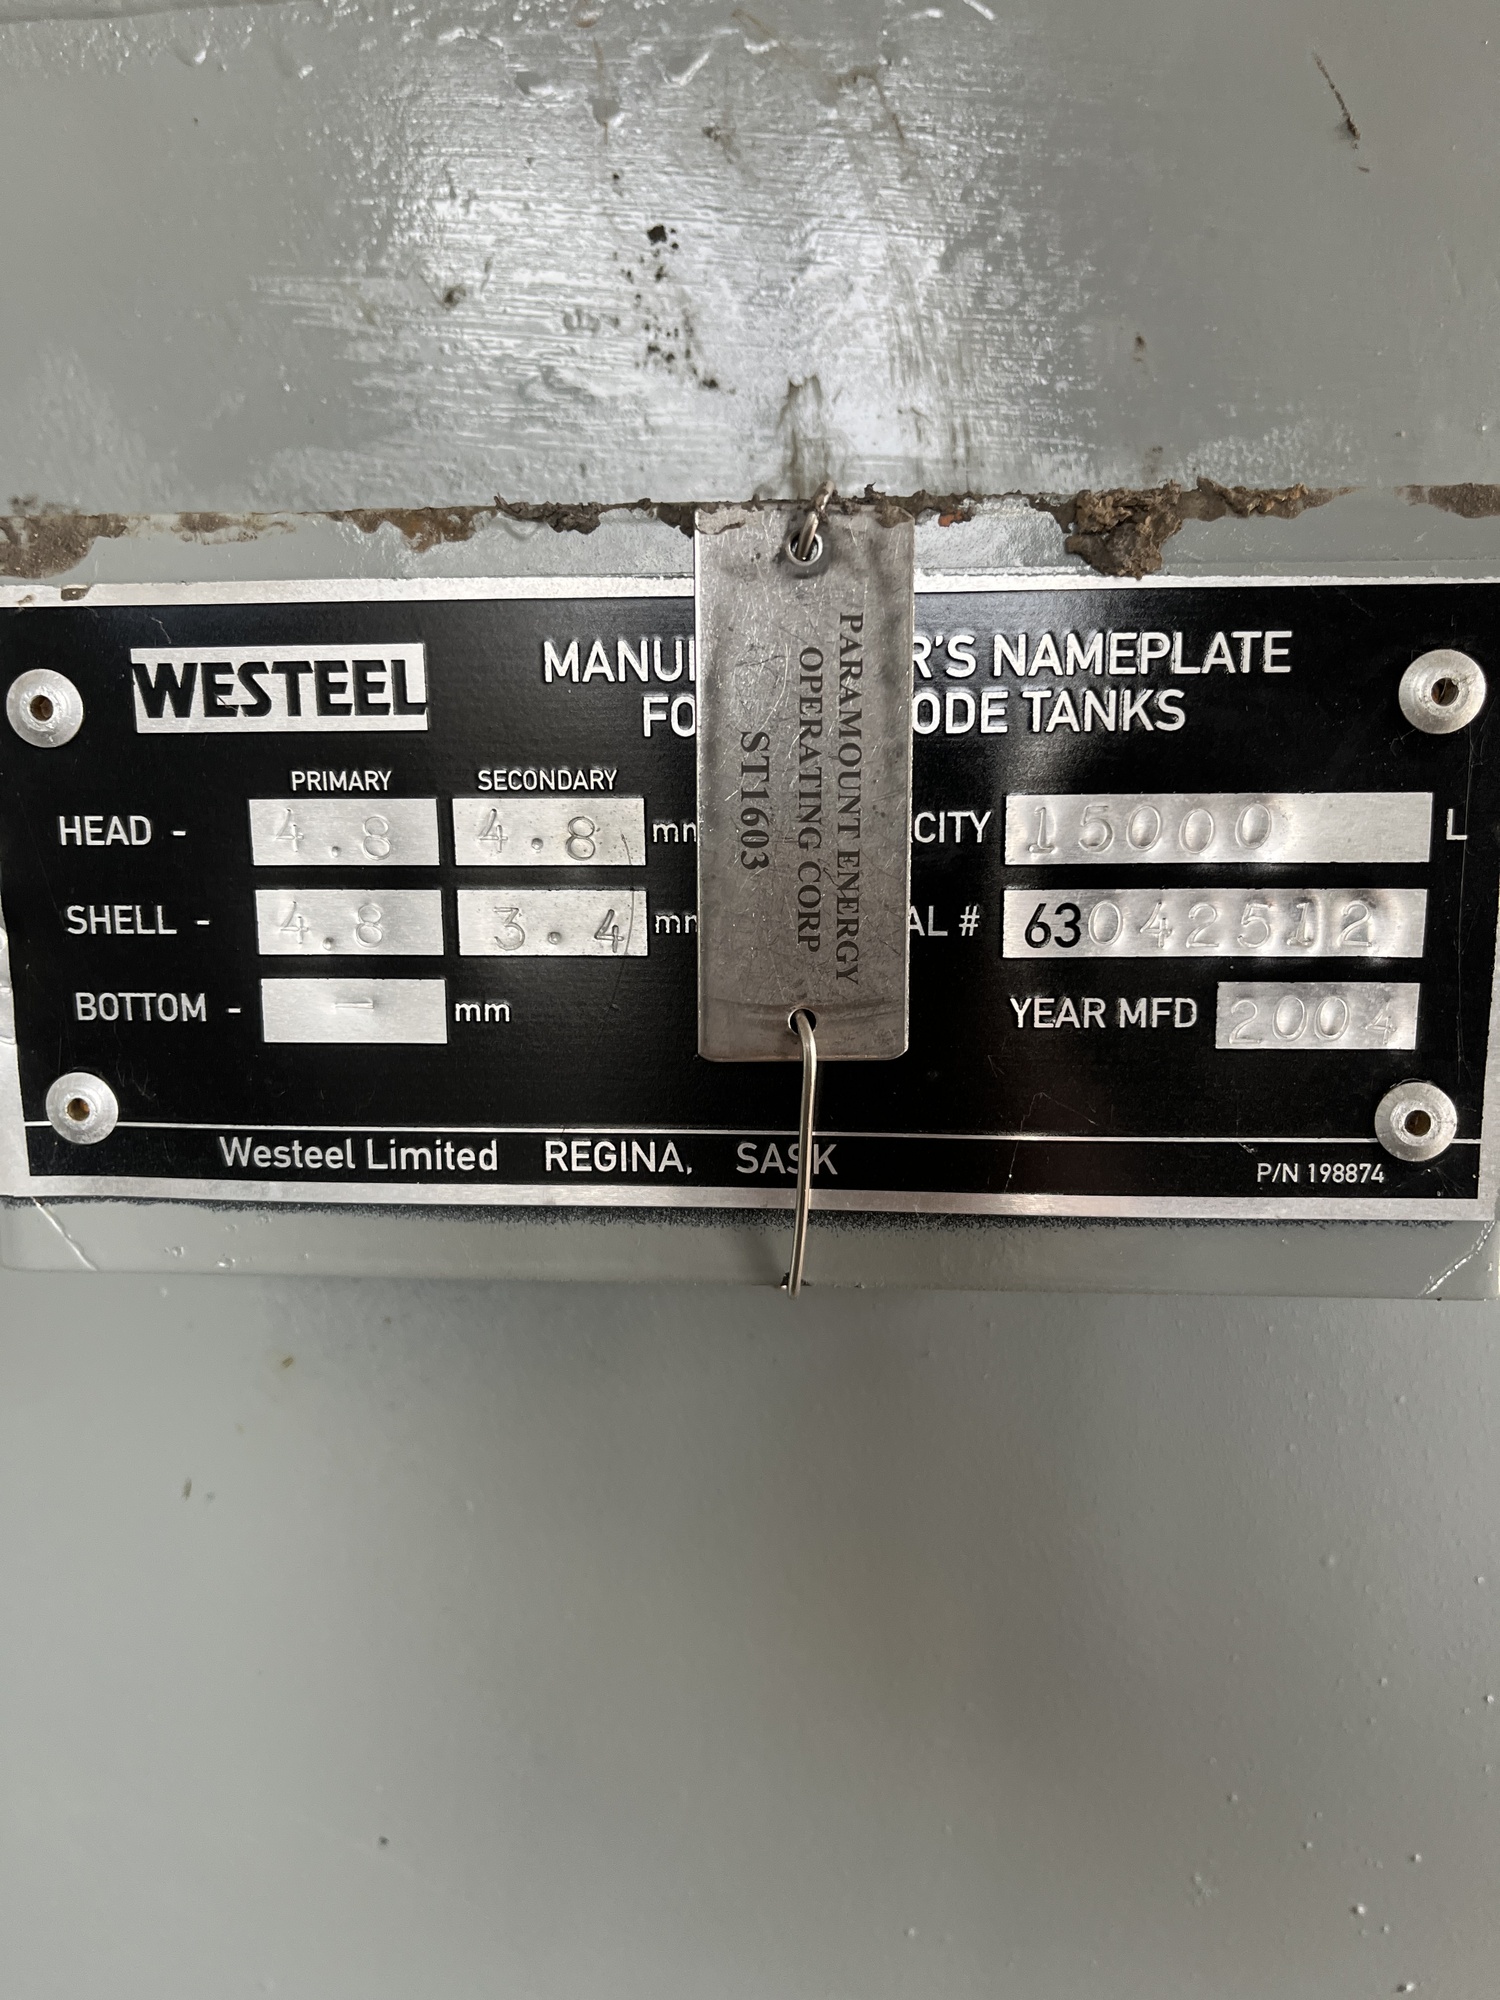 WESTEEL
MANU R'S NAMEPLATE
FO ODE TANKS
PRIMARY SECONDARY
HEAD - 4.8 4.8 mm
SHELL - 4.8 3.4 mm
BOTTOM - - mm
CITY 15000 L
AL # 63042512
YEAR MFD 2004
Westeel Limited REGINA, SASK
P/N 198874
PARAMOUNT ENERGY
OPERATING CORP
ST1603